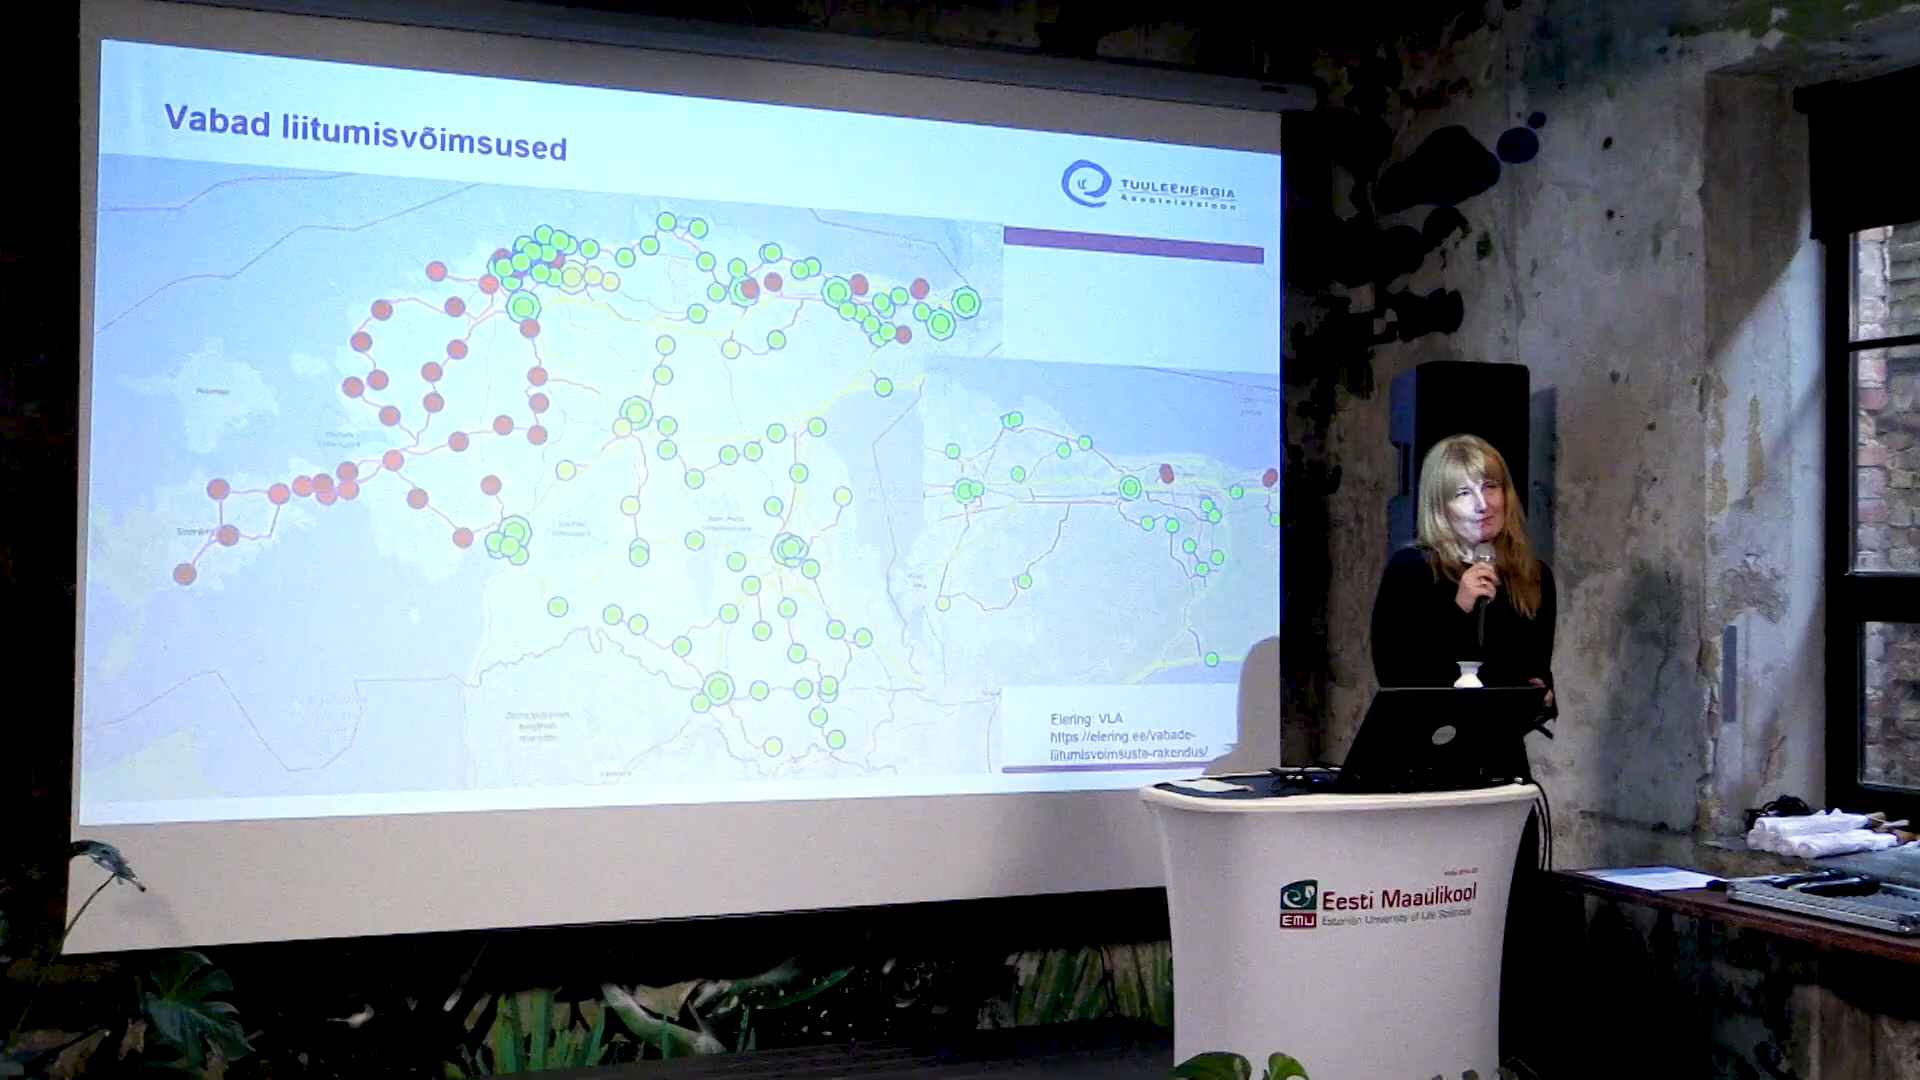 Vabad liitumisvõimsused
TUULEENERGIA
Assotsiatsioon
Elering: VLA
https://elering.ee/vabade-
liitumisvoimsuste-rakendus/
EMU
Eesti Maaülikool
Estonian University of Life Sciences